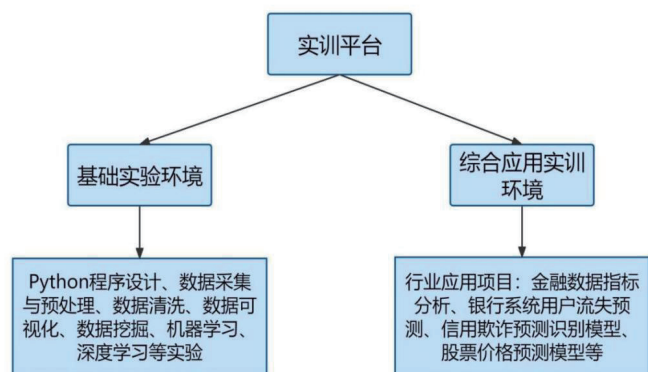 实训平台
基础实验环境
综合应用实训
环境
Python程序设计、数据采集
与预处理、数据清洗、数据可
视化、数据挖掘、机器学习、
深度学习等实验
行业应用项目：金融数据指标
分析、银行系统用户流失预
测、信用欺诈预测识别模型、
股票价格预测模型等